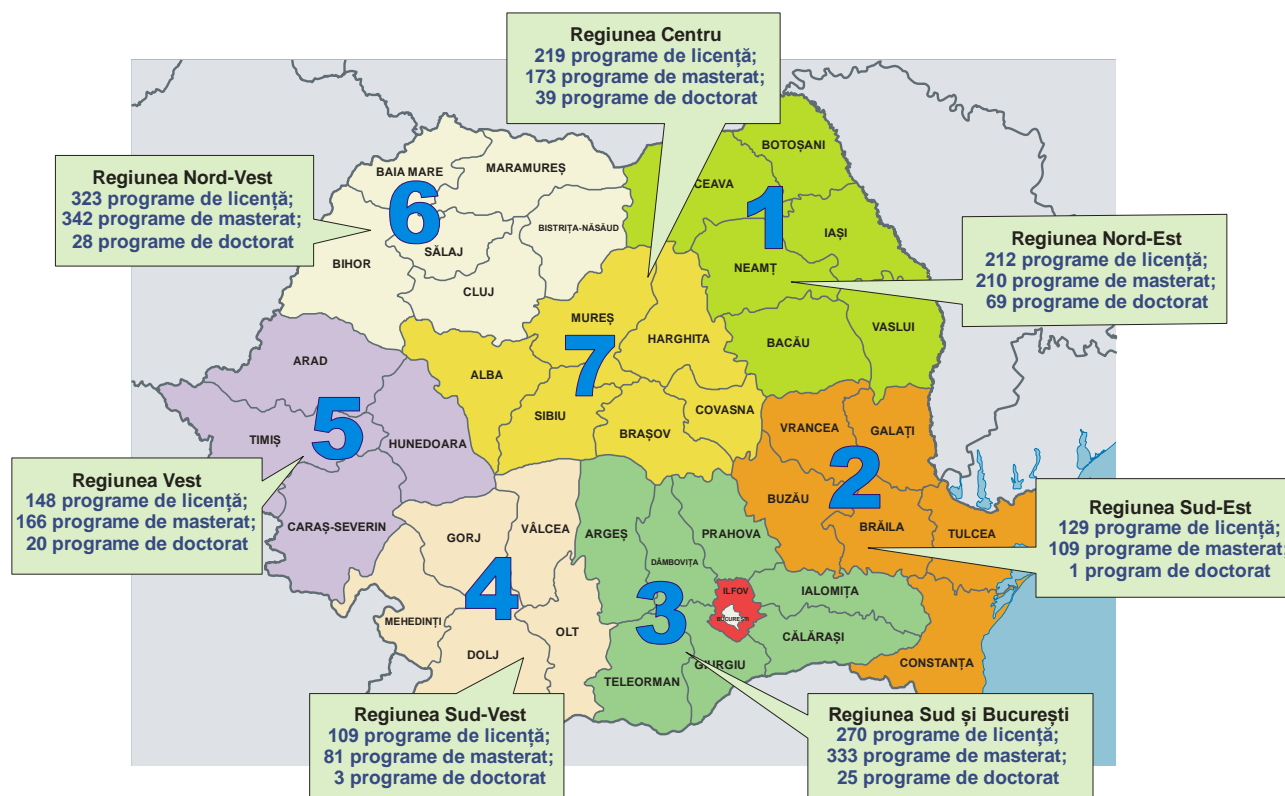 Regiunea Centru
219 programe de licență;
173 programe de masterat;
39 programe de doctorat
Regiunea Nord-Vest
323 programe de licență;
342 programe de masterat;
28 programe de doctorat
Regiunea Nord-Est
212 programe de licență;
210 programe de masterat;
69 programe de doctorat
Regiunea Vest
148 programe de licență;
166 programe de masterat;
20 programe de doctorat
Regiunea Sud-Est
129 programe de licență;
109 programe de masterat;
1 program de doctorat
Regiunea Sud-Vest
109 programe de licență;
81 programe de masterat;
3 programe de doctorat
Regiunea Sud și București
270 programe de licență;
333 programe de masterat;
25 programe de doctorat
BAIA MARE
MARAMUREȘ
6
SĂLAJ
BISTRIȚA-NĂSĂUD
BIHOR
CLUJ
BOTOȘANI
CEAVA
1
IAȘI
NEAMȚ
BACĂU
VASLUI
MUREȘ
HARGHITA
7
ALBA
SIBIU
BRAȘOV
COVASNA
ARAD
5
TIMIȘ
HUNEDOARA
CARAȘ-SEVERIN
VRANCEA
GALAȚI
2
BUZĂU
BRĂILA
TULCEA
CONSTANȚA
GORJ
VÂLCEA
4
MEHEDINȚI
DOLJ
OLT
ARGEȘ
PRAHOVA
DÂMBOVIȚA
3
ILFOV
BUCUREȘTI
IALOMIȚA
CĂLĂRAȘI
GIURGIU
TELEORMAN